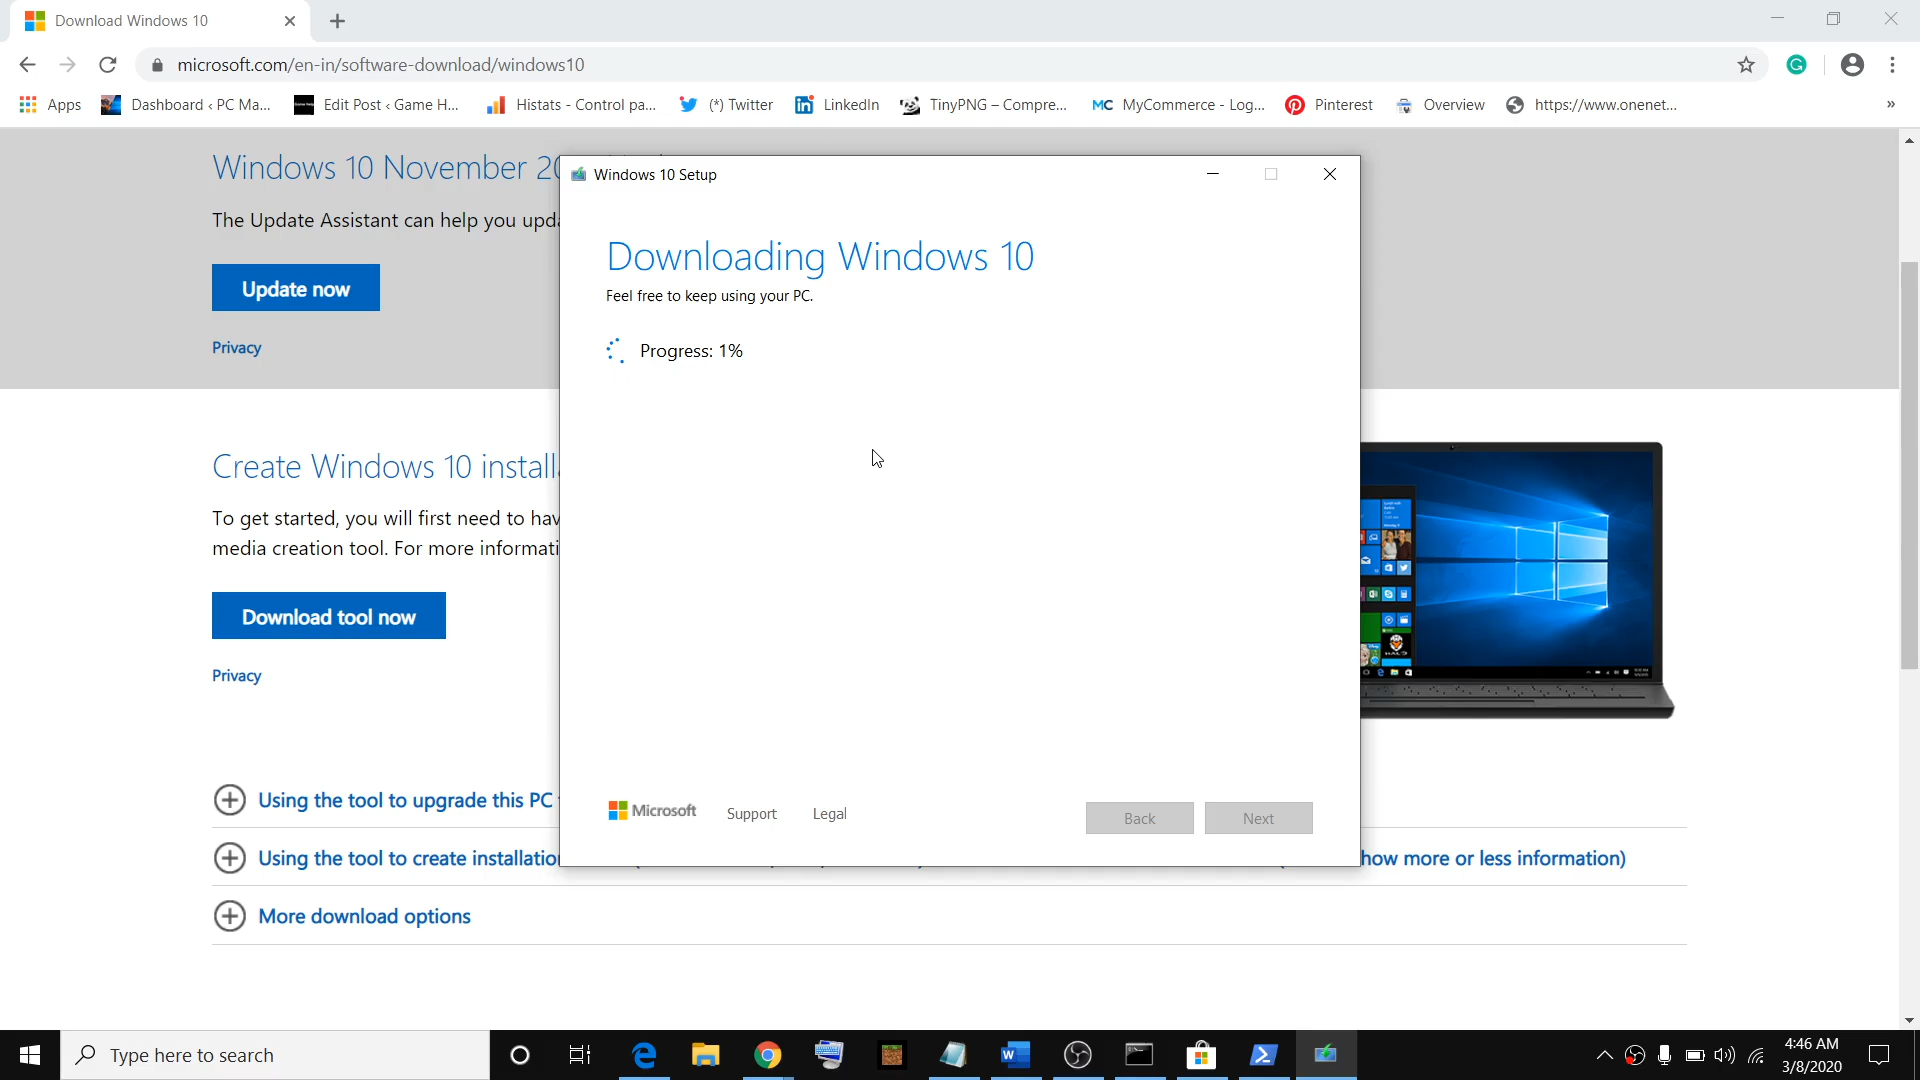 Download Windows 10
microsoft.com/en-in/software-download/windows10
Apps
Dashboard ‹ PC Ma...
Edit Post ‹ Game H...
Histats - Control pa...
(*) Twitter
LinkedIn
TinyPNG – Compre...
MC MyCommerce - Log...
Pinterest
Overview
https://www.onenet...
»
Windows 10 November 20
The Update Assistant can help you upda
Update now
Privacy
Windows 10 Setup
Downloading Windows 10
Feel free to keep using your PC.
Progress: 1%
Microsoft
Support
Legal
Back
Next
Create Windows 10 install
To get started, you will first need to hav
media creation tool. For more informati
Download tool now
Privacy
Using the tool to upgrade this PC
Using the tool to create installation
how more or less information)
More download options
Type here to search
4:46 AM
3/8/2020